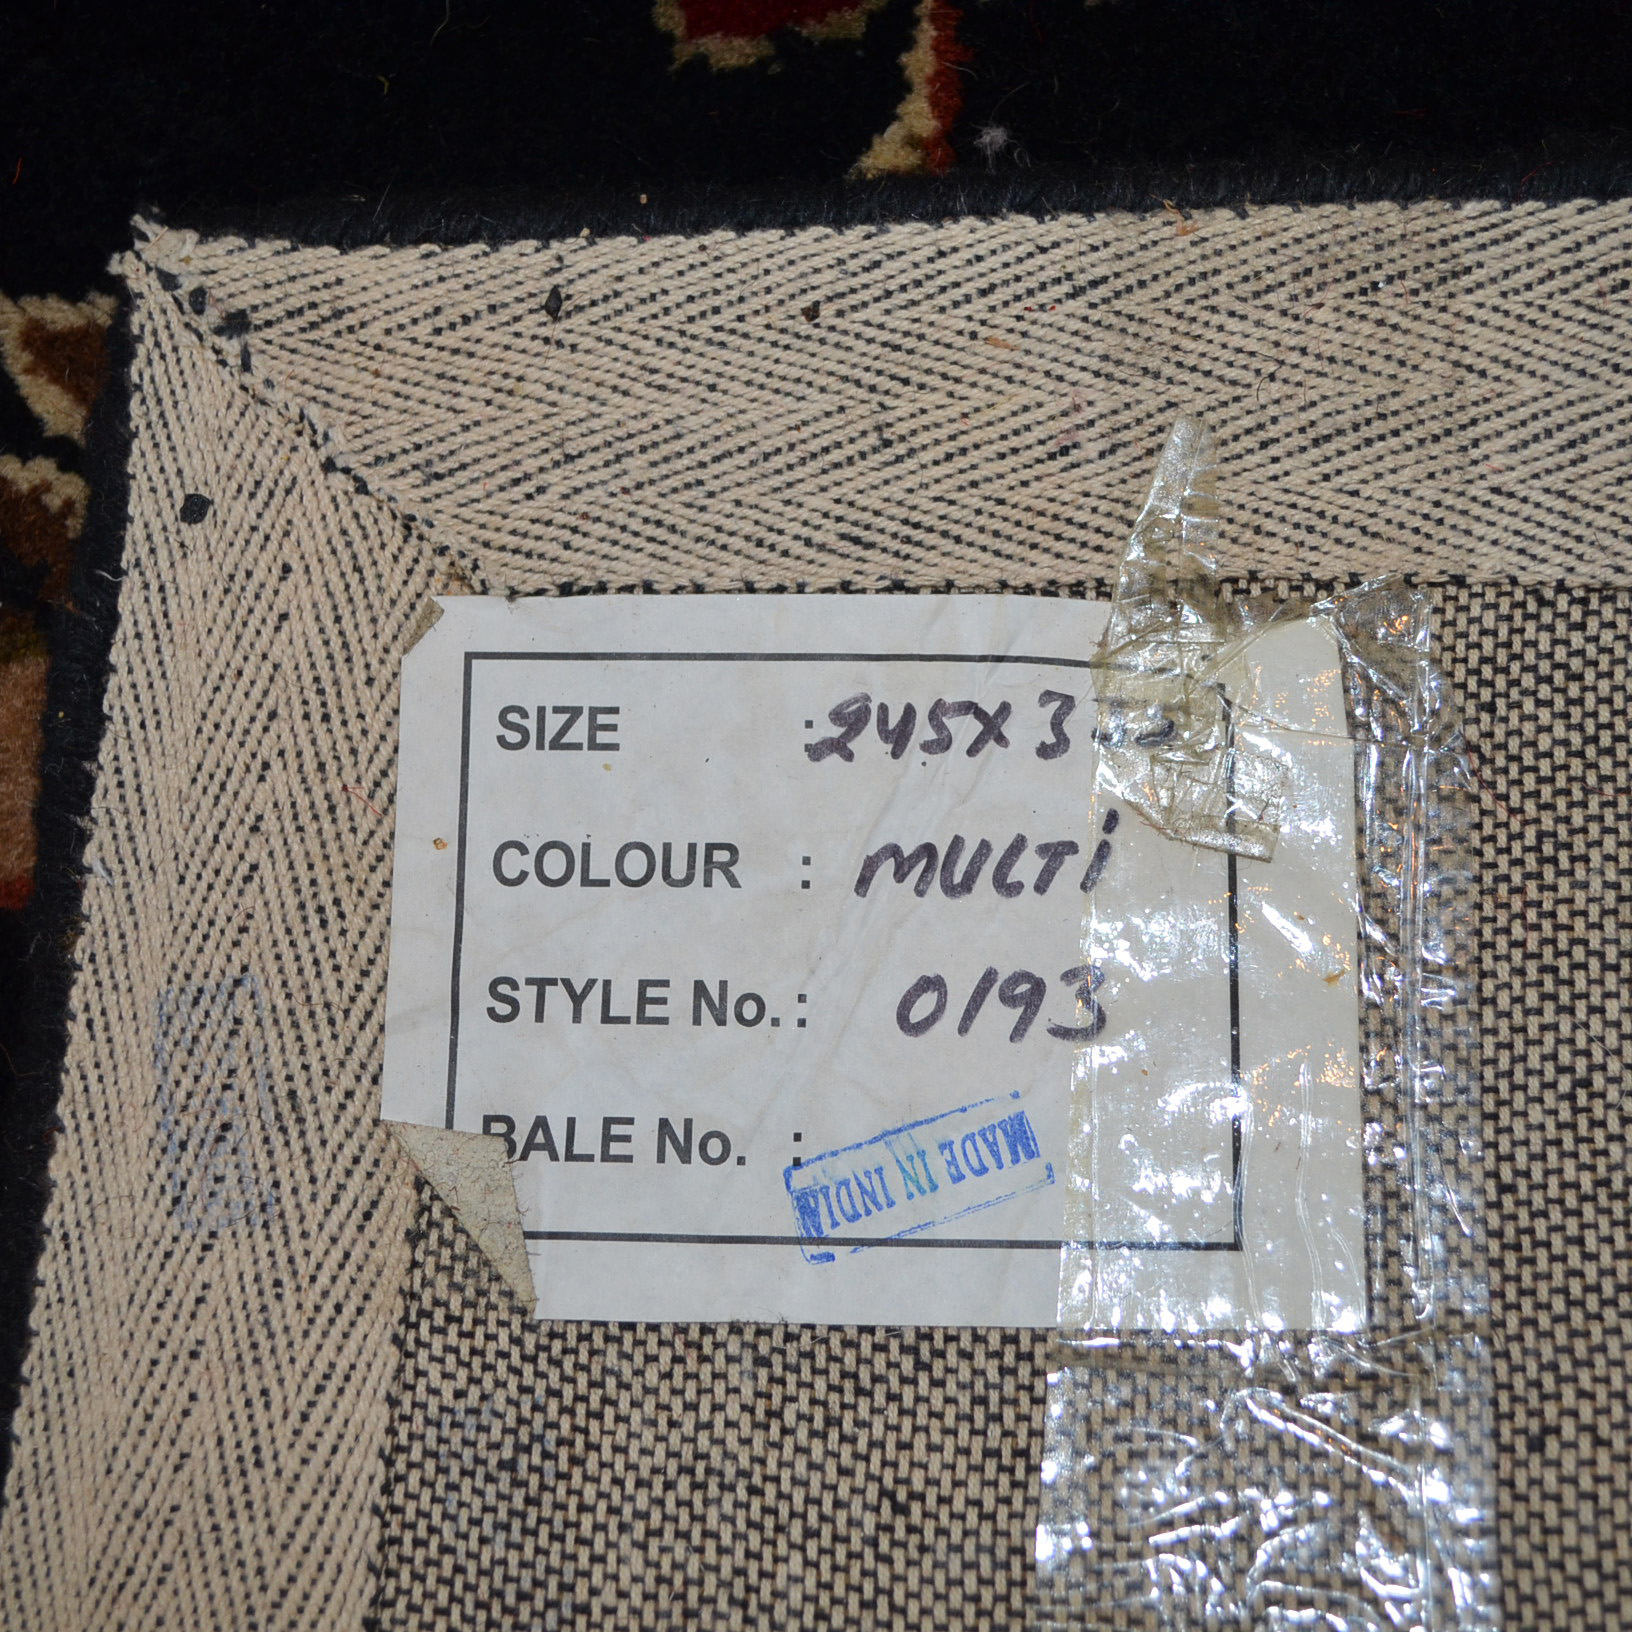 SIZE : 245X3
COLOUR : MULTi
STYLE No.: 0193
BALE No. :
MADE IN INDIA